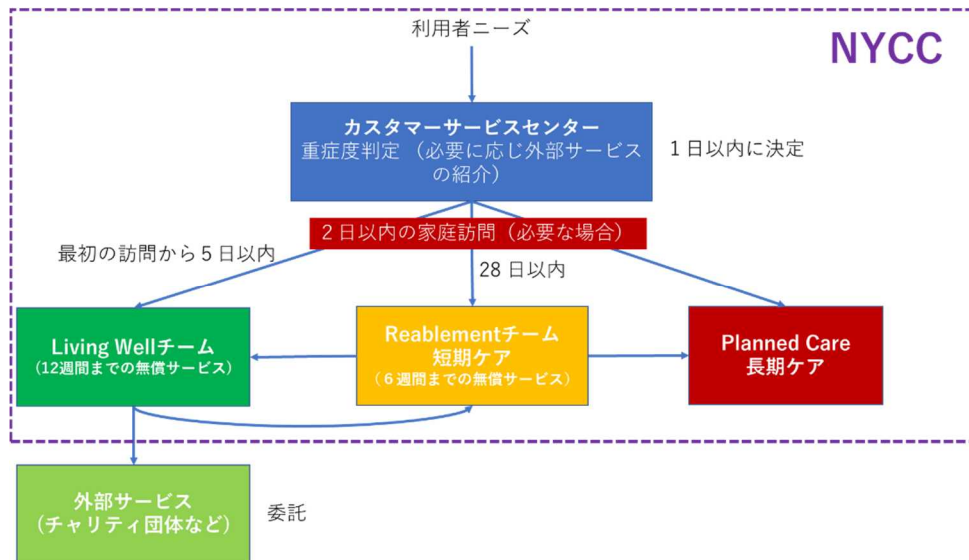 利用者ニーズ
NYCC
カスタマーサービスセンター
重症度判定 （必要に応じ外部サービス
の紹介）
1日以内に決定
2日以内の家庭訪問（必要な場合）
最初の訪問から5日以内
28日以内
Living Wellチーム
（12週間までの無償サービス）
Reablementチーム
短期ケア
（6週間までの無償サービス）
Planned Care
長期ケア
外部サービス
（チャリティ団体など）
委託